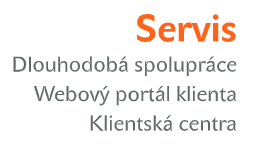 Servis
Dlouhodobá spolupráce
Webový portál klienta
Klientská centra